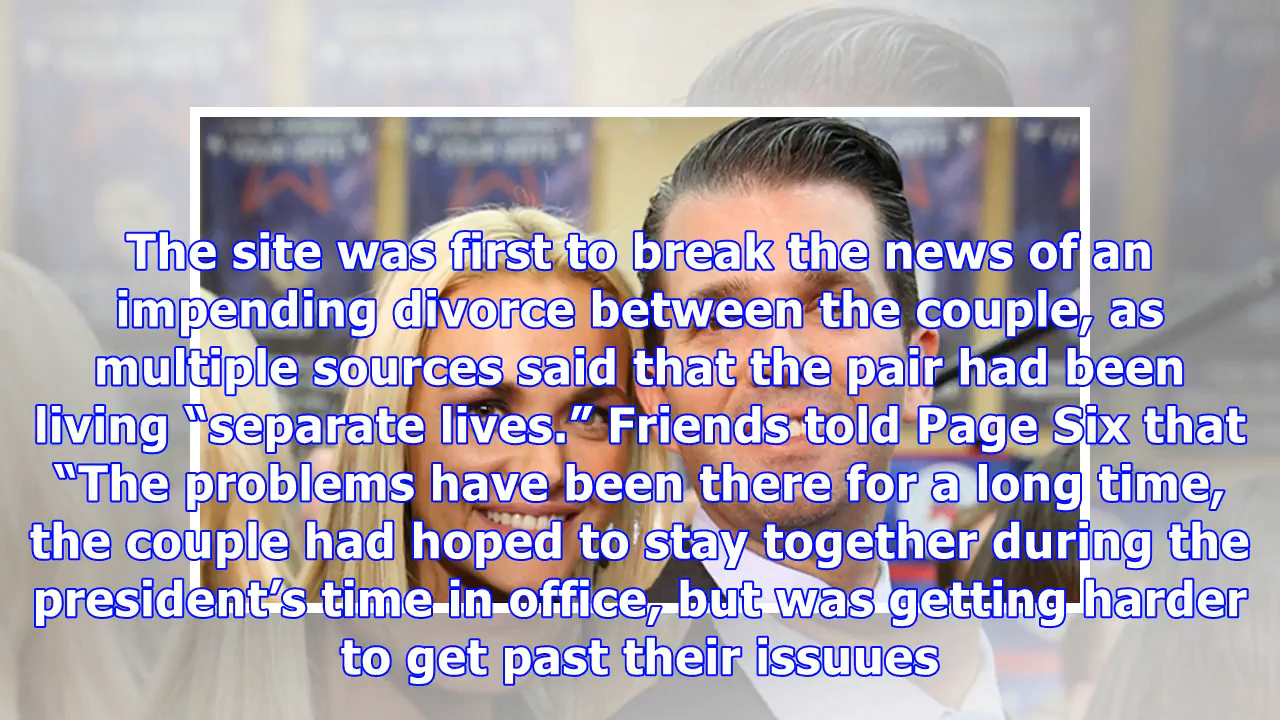 The site was first to break the news of an
impending divorce between the couple, as
multiple sources said that the pair had been
living “separate lives.” Friends told Page Six that
“The problems have been there for a long time,
the couple had hoped to stay together during the
president’s time in office, but was getting harder
to get past their issuues